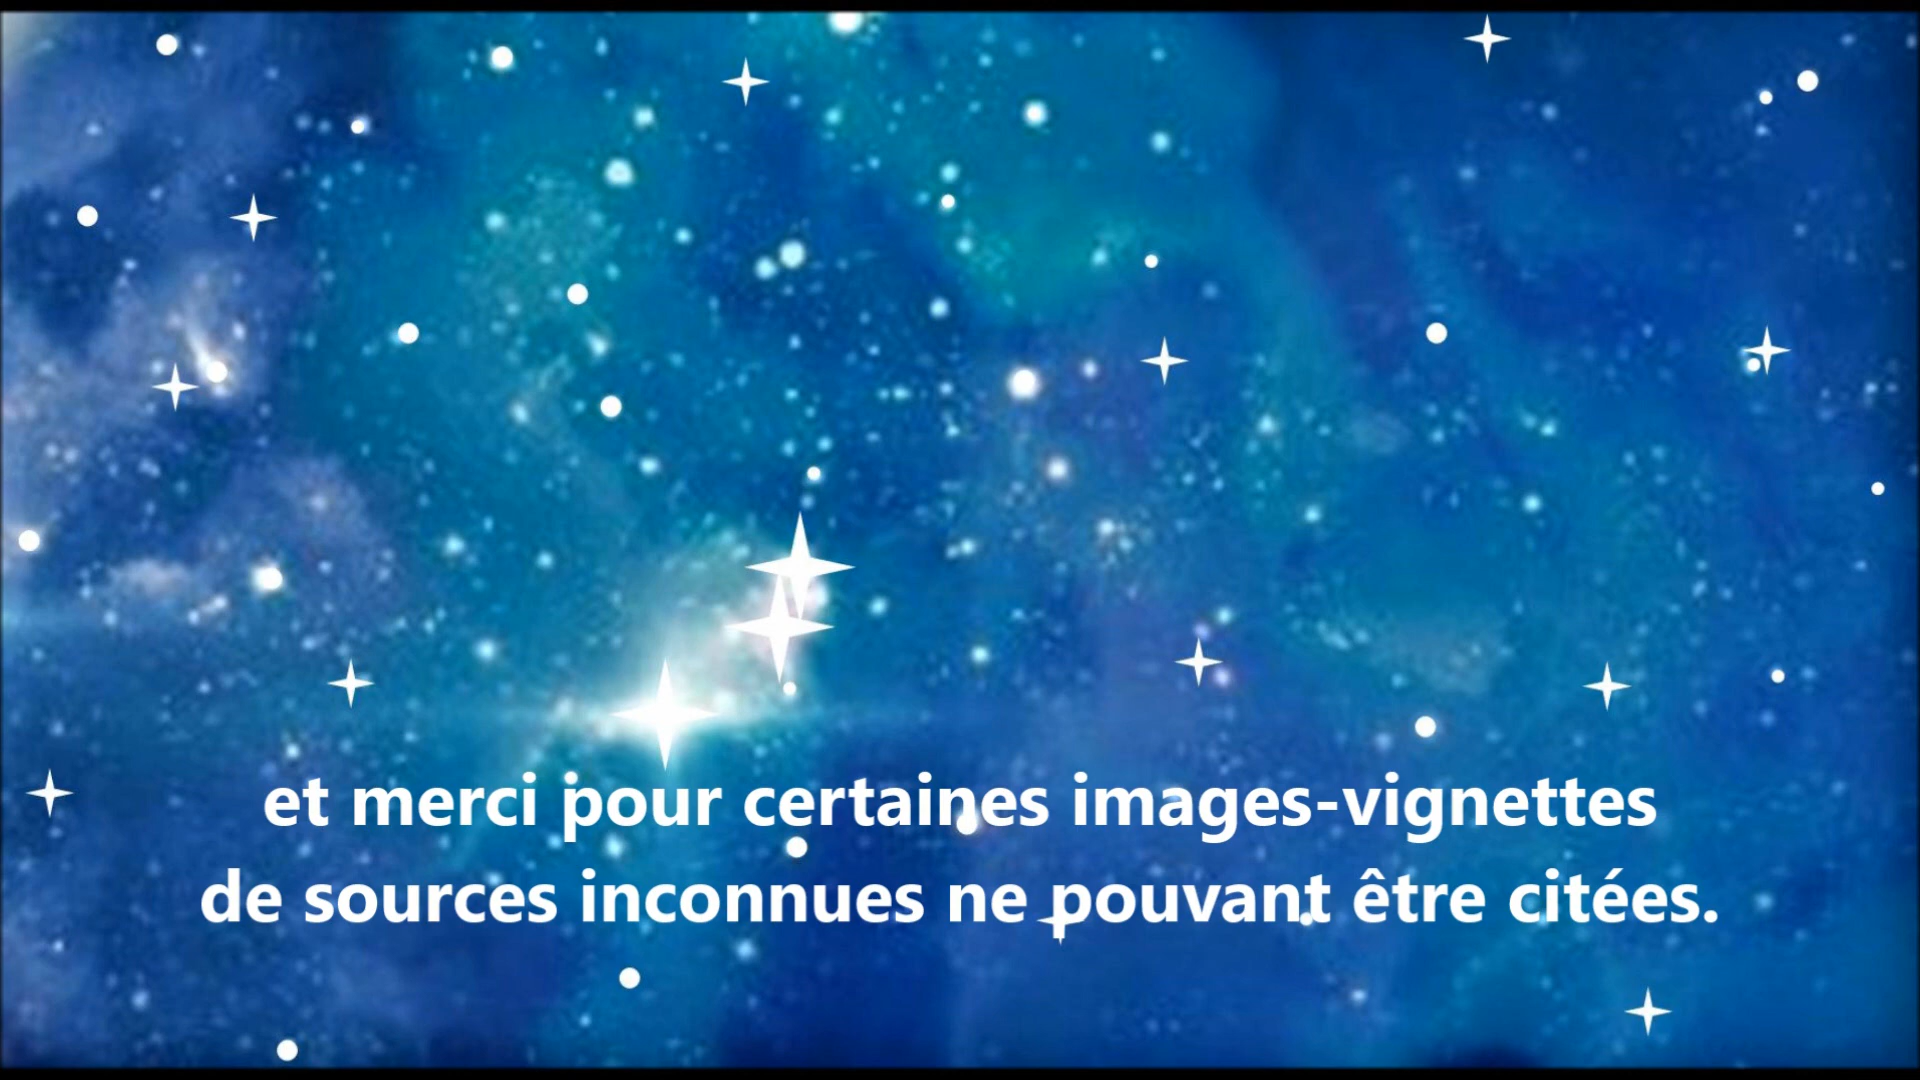 et merci pour certaines images-vignettes
de sources inconnues ne pouvant être citées.